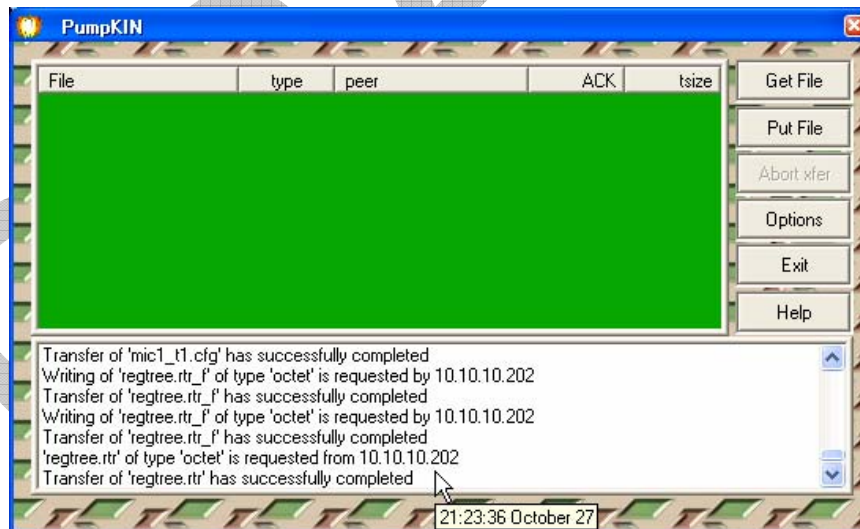 PumpKIN
File type peer ACK tsize
Get File
Put File
Abort xfer
Options
Exit
Help
Transfer of 'mic1_t1.cfg' has successfully completed
Writing of 'regtree.rtr_f' of type 'octet' is requested by 10.10.10.202
Transfer of 'regtree.rtr_f' has successfully completed
Writing of 'regtree.rtr_f' of type 'octet' is requested by 10.10.10.202
Transfer of 'regtree.rtr_f' has successfully completed
'regtree.rtr' of type 'octet' is requested from 10.10.10.202
Transfer of 'regtree.rtr' has successfully completed
21:23:36 October 27